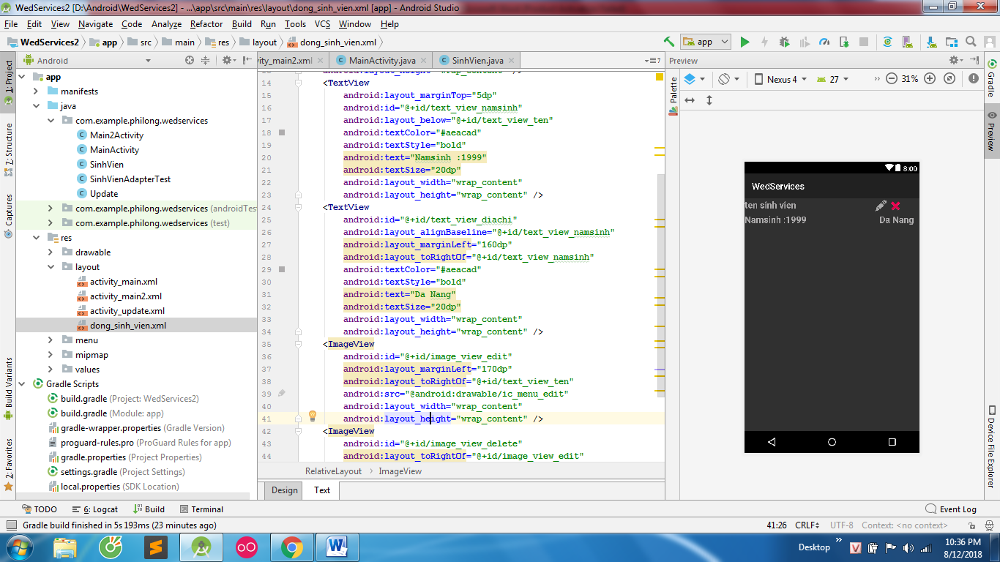 WedServices2 [D:\Android\WedServices2] - ...\app\src\main\res\layout\dong_sinh_vien.xml [app] - Android Studio
File Edit View Navigate Code Analyze Refactor Build Run Tools VCS Window Help
WedServices2 app src main res layout dong_sinh_vien.xml app
Android
ivity_main2.xml MainActivity.java SinhVien.java 7
Preview
1: Project
7: Structure
Captures
Build Variants
2: Favorites
app
manifests
java
com.example.philong.wedservices
Main2Activity
MainActivity
SinhVien
SinhVienAdapterTest
Update
com.example.philong.wedservices (androidTes
com.example.philong.wedservices (test)
res
drawable
layout
activity_main.xml
activity_main2.xml
activity_update.xml
dong_sinh_vien.xml
menu
mipmap
values
Gradle Scripts
build.gradle (Project: WedServices2)
build.gradle (Module: app)
gradle-wrapper.properties (Gradle Version)
proguard-rules.pro (ProGuard Rules for app)
gradle.properties (Project Properties)
settings.gradle (Project Settings)
local.properties (SDK Location)
13 android:layout_height="wrap_content" />
14 <TextView
15 android:layout_marginTop="5dp"
16 android:id="@+id/text_view_namsinh"
17 android:layout_below="@+id/text_view_ten"
18 android:textColor="#aeacad"
19 android:textStyle="bold"
20 android:text="Namsinh :1999"
21 android:textSize="20dp"
22 android:layout_width="wrap_content"
23 android:layout_height="wrap_content" />
24 <TextView
25 android:id="@+id/text_view_diachi"
26 android:layout_alignBaseline="@+id/text_view_namsinh"
27 android:layout_marginLeft="160dp"
28 android:layout_toRightOf="@+id/text_view_namsinh"
29 android:textColor="#aeacad"
30 android:textStyle="bold"
31 android:text="Da Nang"
32 android:textSize="20dp"
33 android:layout_width="wrap_content"
34 android:layout_height="wrap_content" />
35 <ImageView
36 android:id="@+id/image_view_edit"
37 android:layout_marginLeft="170dp"
38 android:layout_toRightOf="@+id/text_view_ten"
39 android:src="@android:drawable/ic_menu_edit"
40 android:layout_width="wrap_content"
41 android:layout_height="wrap_content" />
42 <ImageView
43 android:id="@+id/image_view_delete"
44 android:layout_toRightOf="@+id/image_view_edit"
RelativeLayout ImageView
Design Text
Palette
Nexus 4 27 » 31%
8:00
WedServices
ten sinh vien
Namsinh :1999 Da Nang
Gradle
Preview
Device File Explorer
TODO 6: Logcat Build Terminal Event Log
Gradle build finished in 5s 193ms (23 minutes ago) 41:26 CRLF UTF-8 Context: <no context>
Desktop » 10:36 PM
8/12/2018